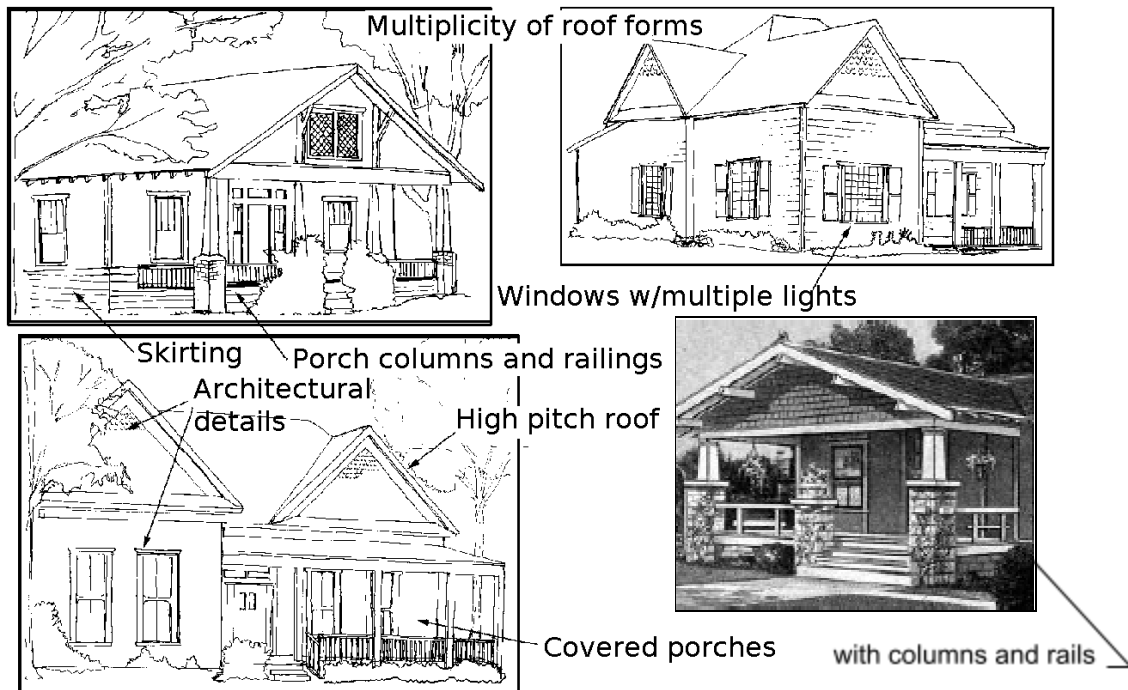 Multiplicity of roof forms
Windows w/multiple lights
Skirting
Porch columns and railings
Architectural
details
High pitch roof
Covered porches
with columns and rails